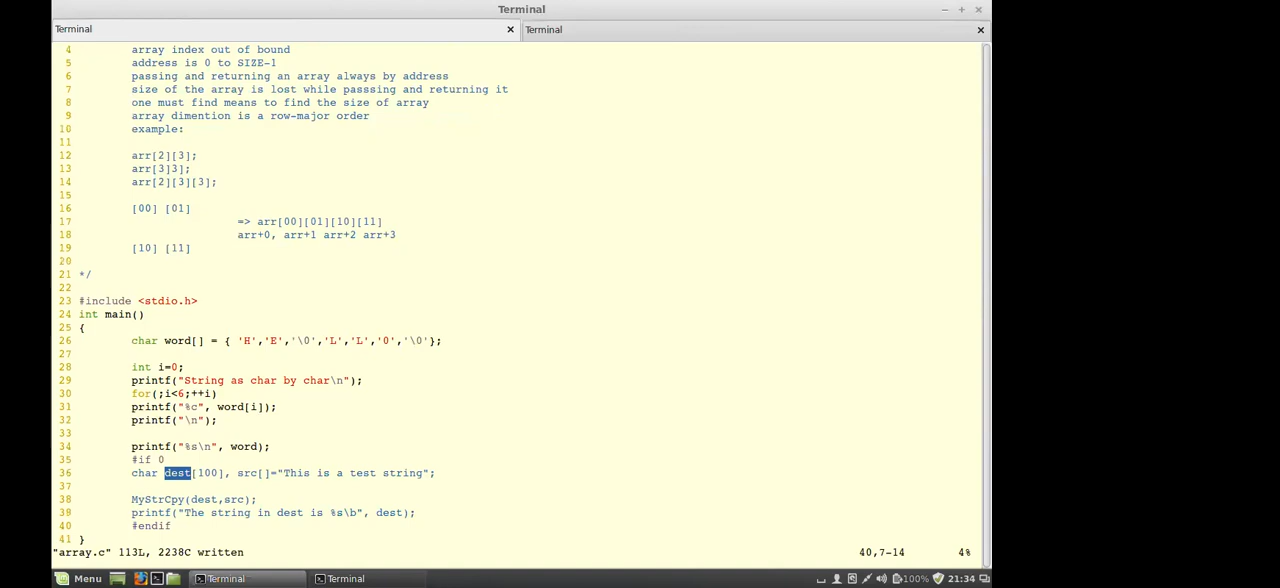 Terminal
Terminal
Terminal
4 array index out of bound
5 address is 0 to SIZE-1
6 passing and returning an array always by address
7 size of the array is lost while passsing and returning it
8 one must find means to find the size of array
9 array dimention is a row-major order
10 example:
11
12 arr[2][3];
13 arr[3]3];
14 arr[2][3][3];
15
16 [00] [01]
17 => arr[00][01][10][11]
18 arr+0, arr+1 arr+2 arr+3
19 [10] [11]
20
21 */
22
23 #include <stdio.h>
24 int main()
25 {
26 char word[] = { 'H','E','\0','L','L','0','\0'};
27
28 int i=0;
29 printf("String as char by char\n");
30 for(;i<6;++i)
31 printf("%c", word[i]);
32 printf("\n");
33
34 printf("%s\n", word);
35 #if 0
36 char dest[100], src[]="This is a test string";
37
38 MyStrCpy(dest,src);
39 printf("The string in dest is %s\b", dest);
40 #endif
41 }
"array.c" 113L, 2238C written 40,7-14 4%
Menu Terminal Terminal 100% 21:34